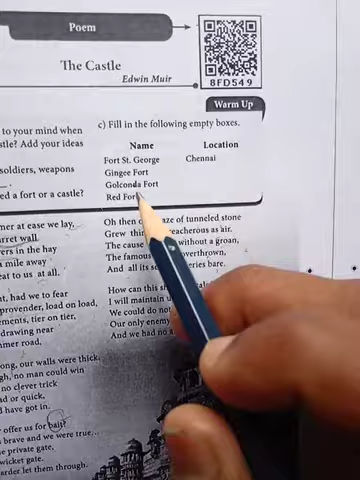 Poem
The Castle
Edwin Muir
8FD549
Warm Up
to your mind when
stle? Add your ideas
soldiers, weapons
ed a fort or a castle?
c) Fill in the following empty boxes.
Name Location
Fort St. George Chennai
Gingee Fort
Golconda Fort
Red Fort
mer at ease we lay,
urret wall
ers in the hay
a mile away
eat to us at all.
t, had we to fear
provender, load on load,
ements, tier on tier,
drawing near
mer road,
ong, our walls were thick,
gh, no man could win
no clever trick
ad or quick,
d have got in.
offer us for bait?
brave and we were true...
e private gate,
wicket gate.
arder let them through.
Oh then of tunneled stone
Grew reacherous as air.
The cause without a groan,
The famous overthrown,
And all its se bare.
How can this sh
I will maintain u
We could do not
Our only enemy
And we had no a